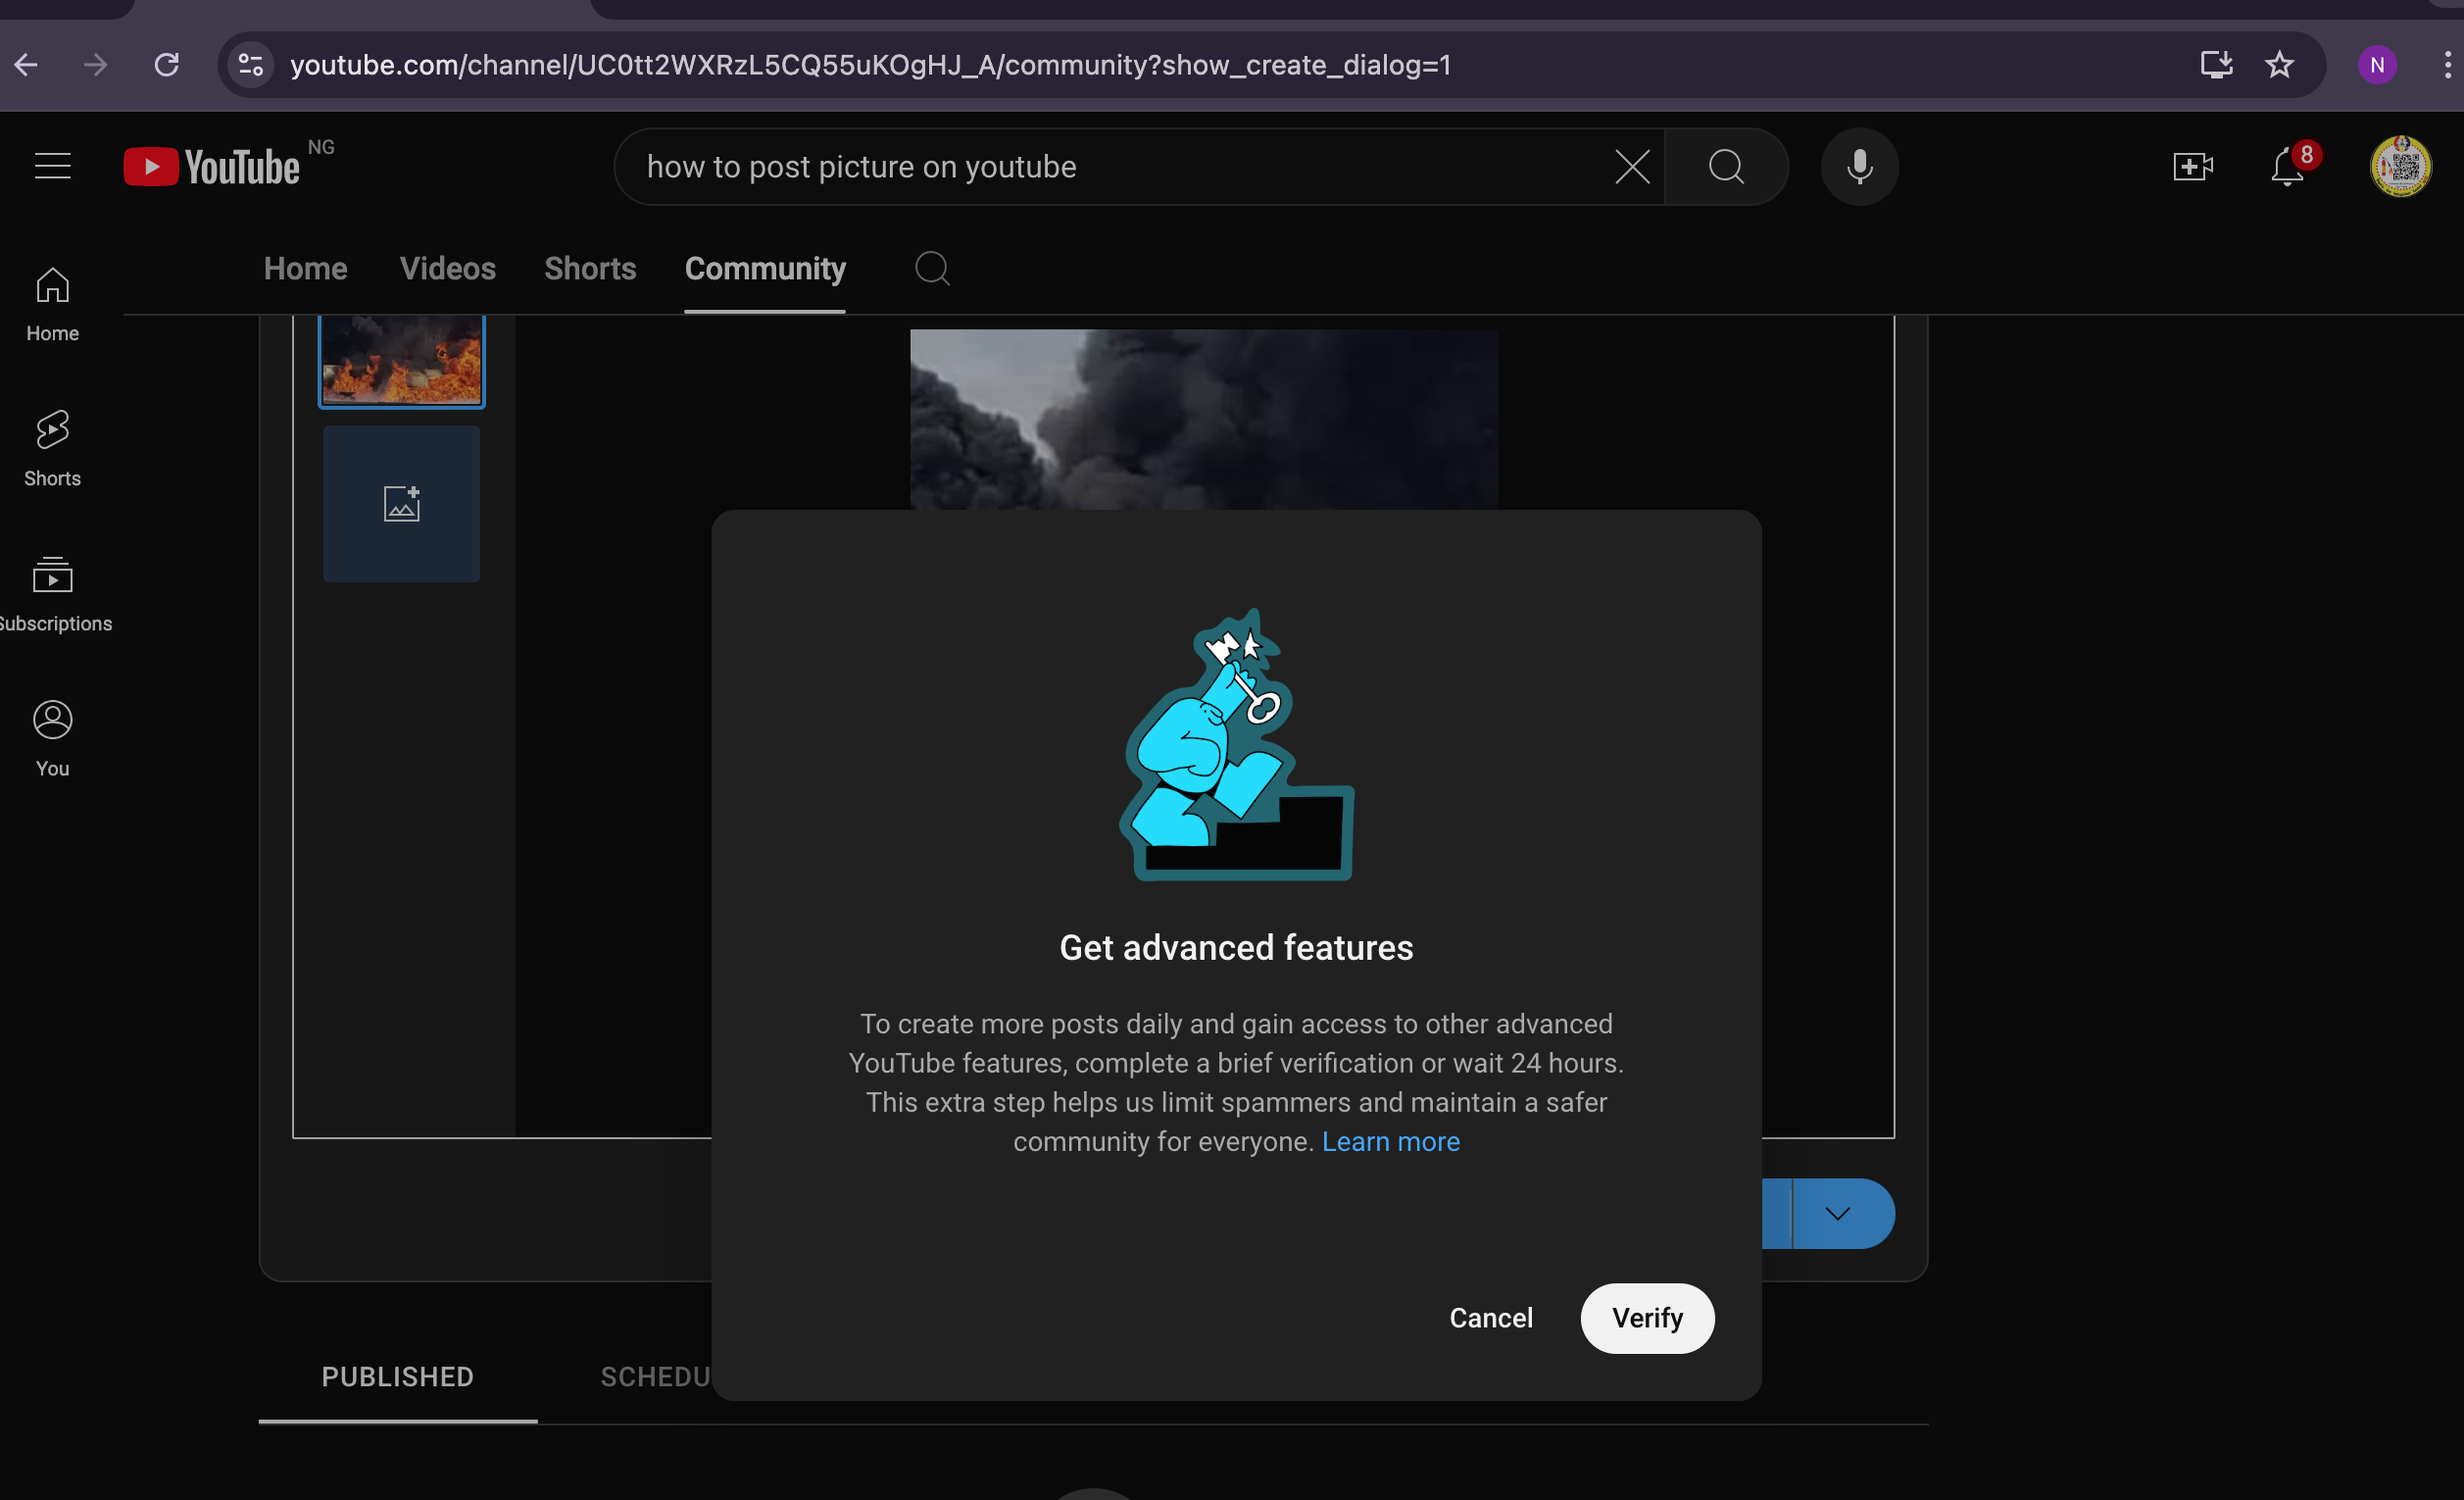 youtube.com/channel/UC0tt2WXRzL5CQ55uKOgHJ_A/community?show_create_dialog=1
N
YouTube NG
how to post picture on youtube
8
Home Videos Shorts Community
Home
Shorts
Subscriptions
You
Get advanced features
To create more posts daily and gain access to other advanced
YouTube features, complete a brief verification or wait 24 hours.
This extra step helps us limit spammers and maintain a safer
community for everyone. Learn more
Cancel Verify
PUBLISHED SCHEDU